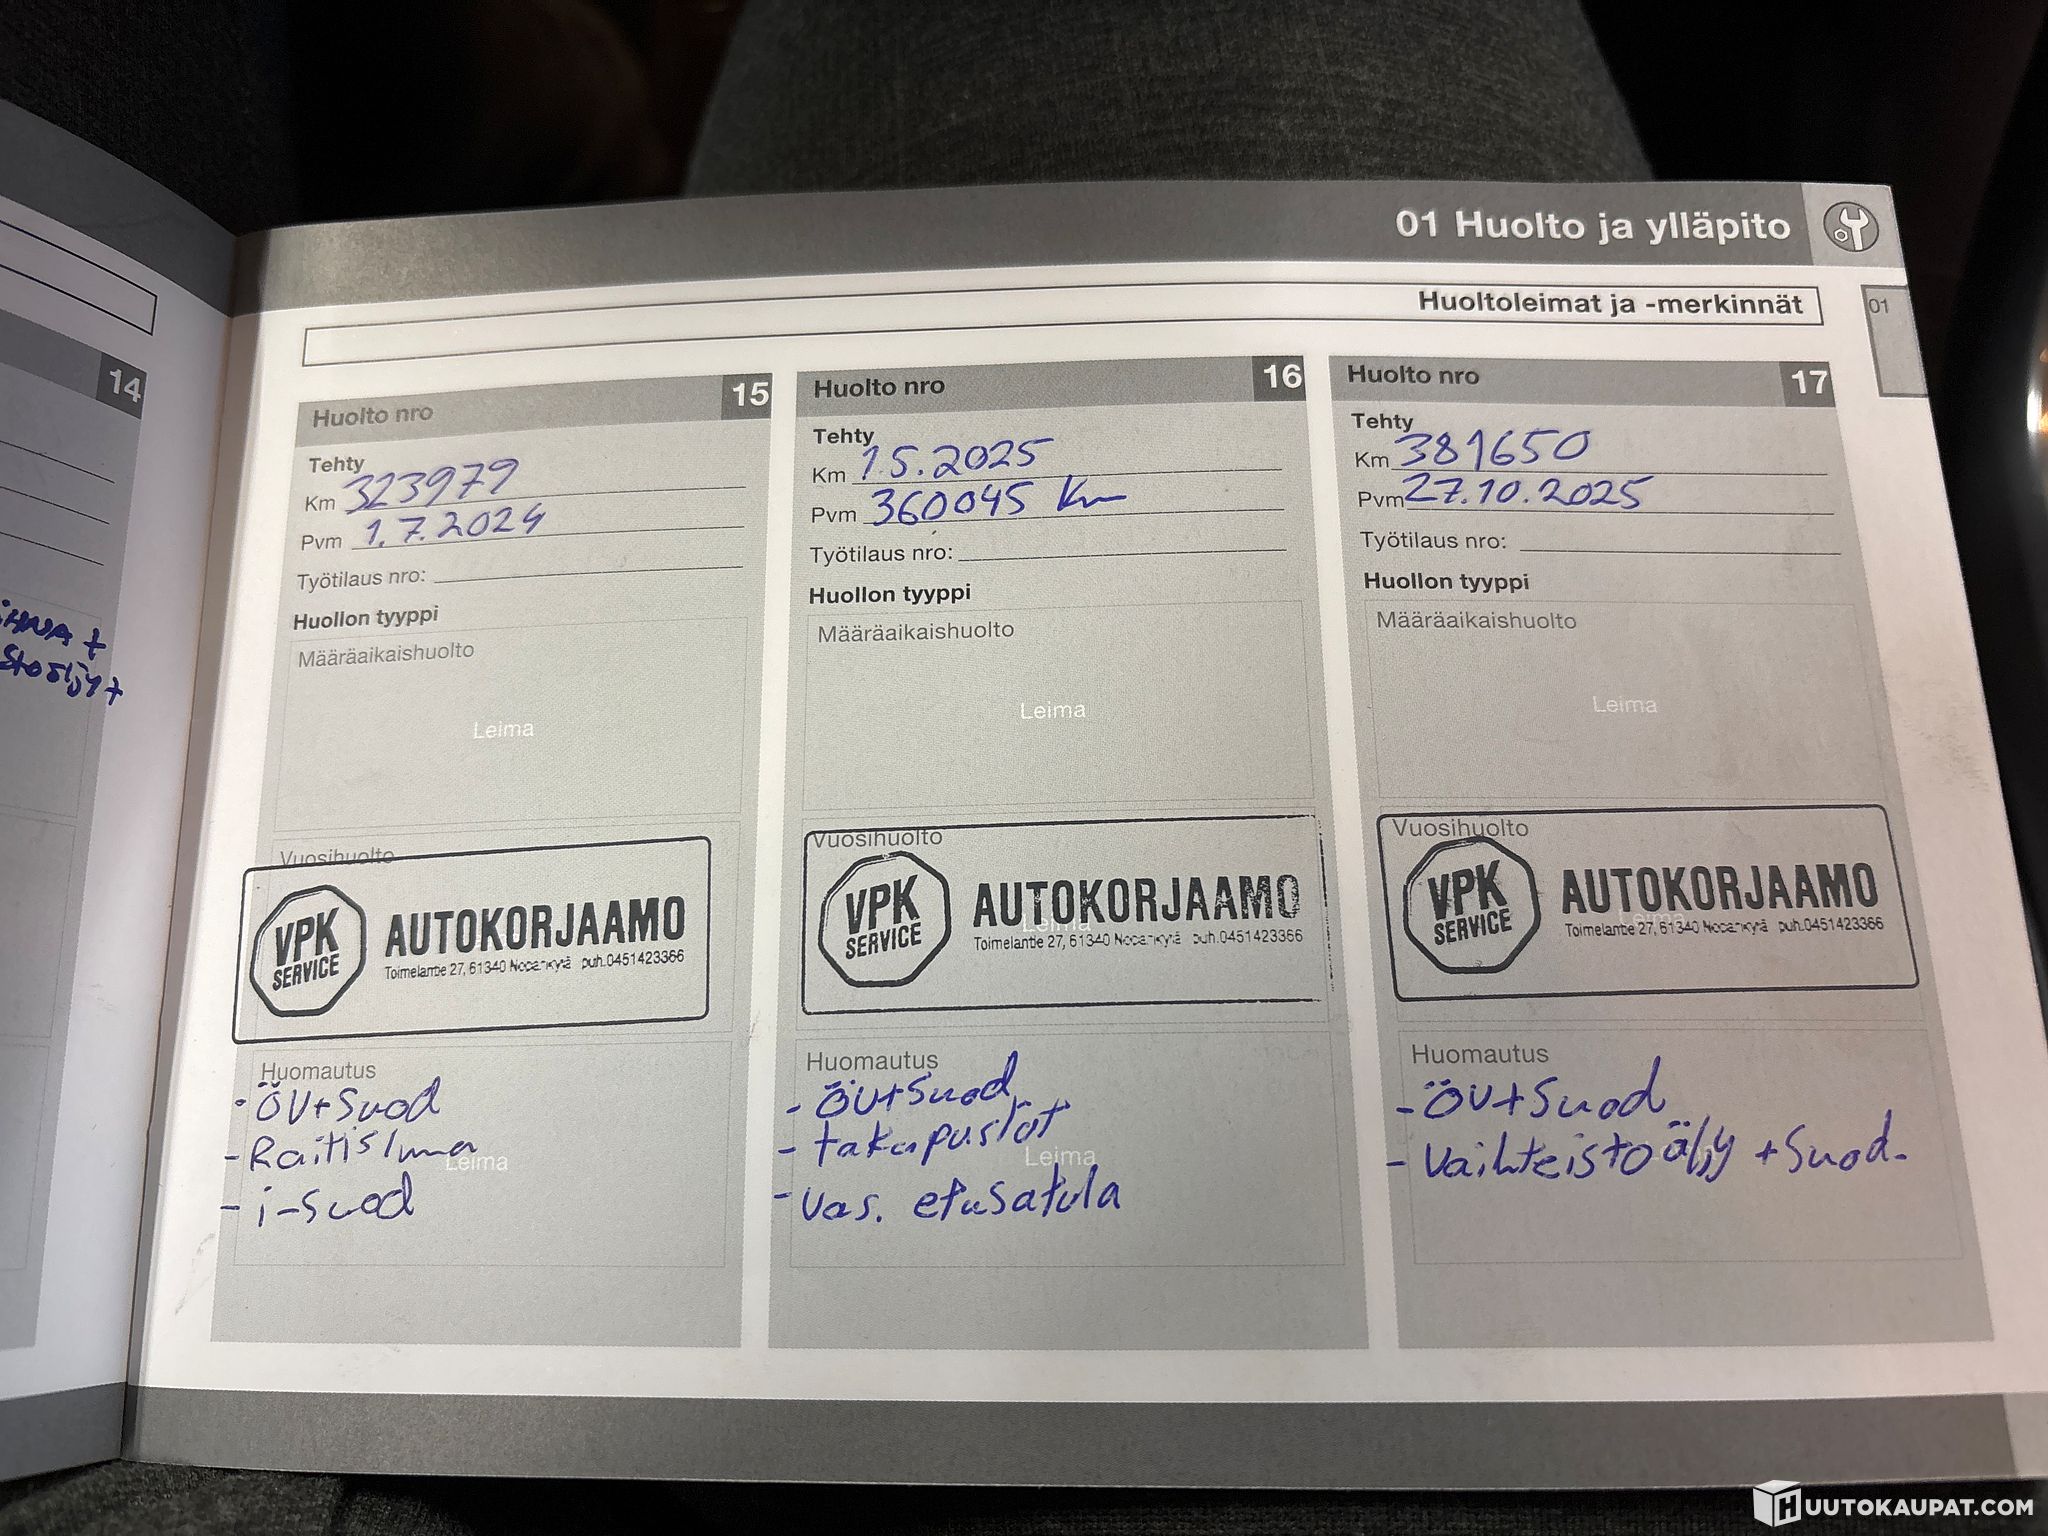 01 Huolto ja ylläpito
Huoltoleimat ja -merkinnät
01
14
+
+
Huolto nro 15
Tehty
Km 323979
Pvm 1.7.2024
Työtilaus nro:
Huollon tyyppi
Määräaikaishuolto
Leima
Vuosihuolto
VPK
SERVICE
AUTOKORJAAMO
Toimelantie 27, 61340 puh.0451423366
Huomautus
- ÖV+Suod
- Raitisilma
Leima
- i-suod
Huolto nro 16
Tehty
Km 1.5.2025
Pvm 360045 Km
Työtilaus nro:
Huollon tyyppi
Määräaikaishuolto
Leima
Vuosihuolto
VPK
SERVICE
AUTOKORJAAMO
Leima
Toimelantie 27, 61340 puh.0451423366
Huomautus
- ÖV+Suod
- takapuslat
Leima
- Vas. etusatula
Huolto nro 17
Tehty
Km 381650
Pvm 27.10.2025
Työtilaus nro:
Huollon tyyppi
Määräaikaishuolto
Leima
Vuosihuolto
VPK
SERVICE
AUTOKORJAAMO
Leima
Toimelantie 27, 61340 puh.0451423366
Huomautus
- ÖV+Suod
- Vaihteistoöljy +Suod.
HUUTOKAUPAT.COM